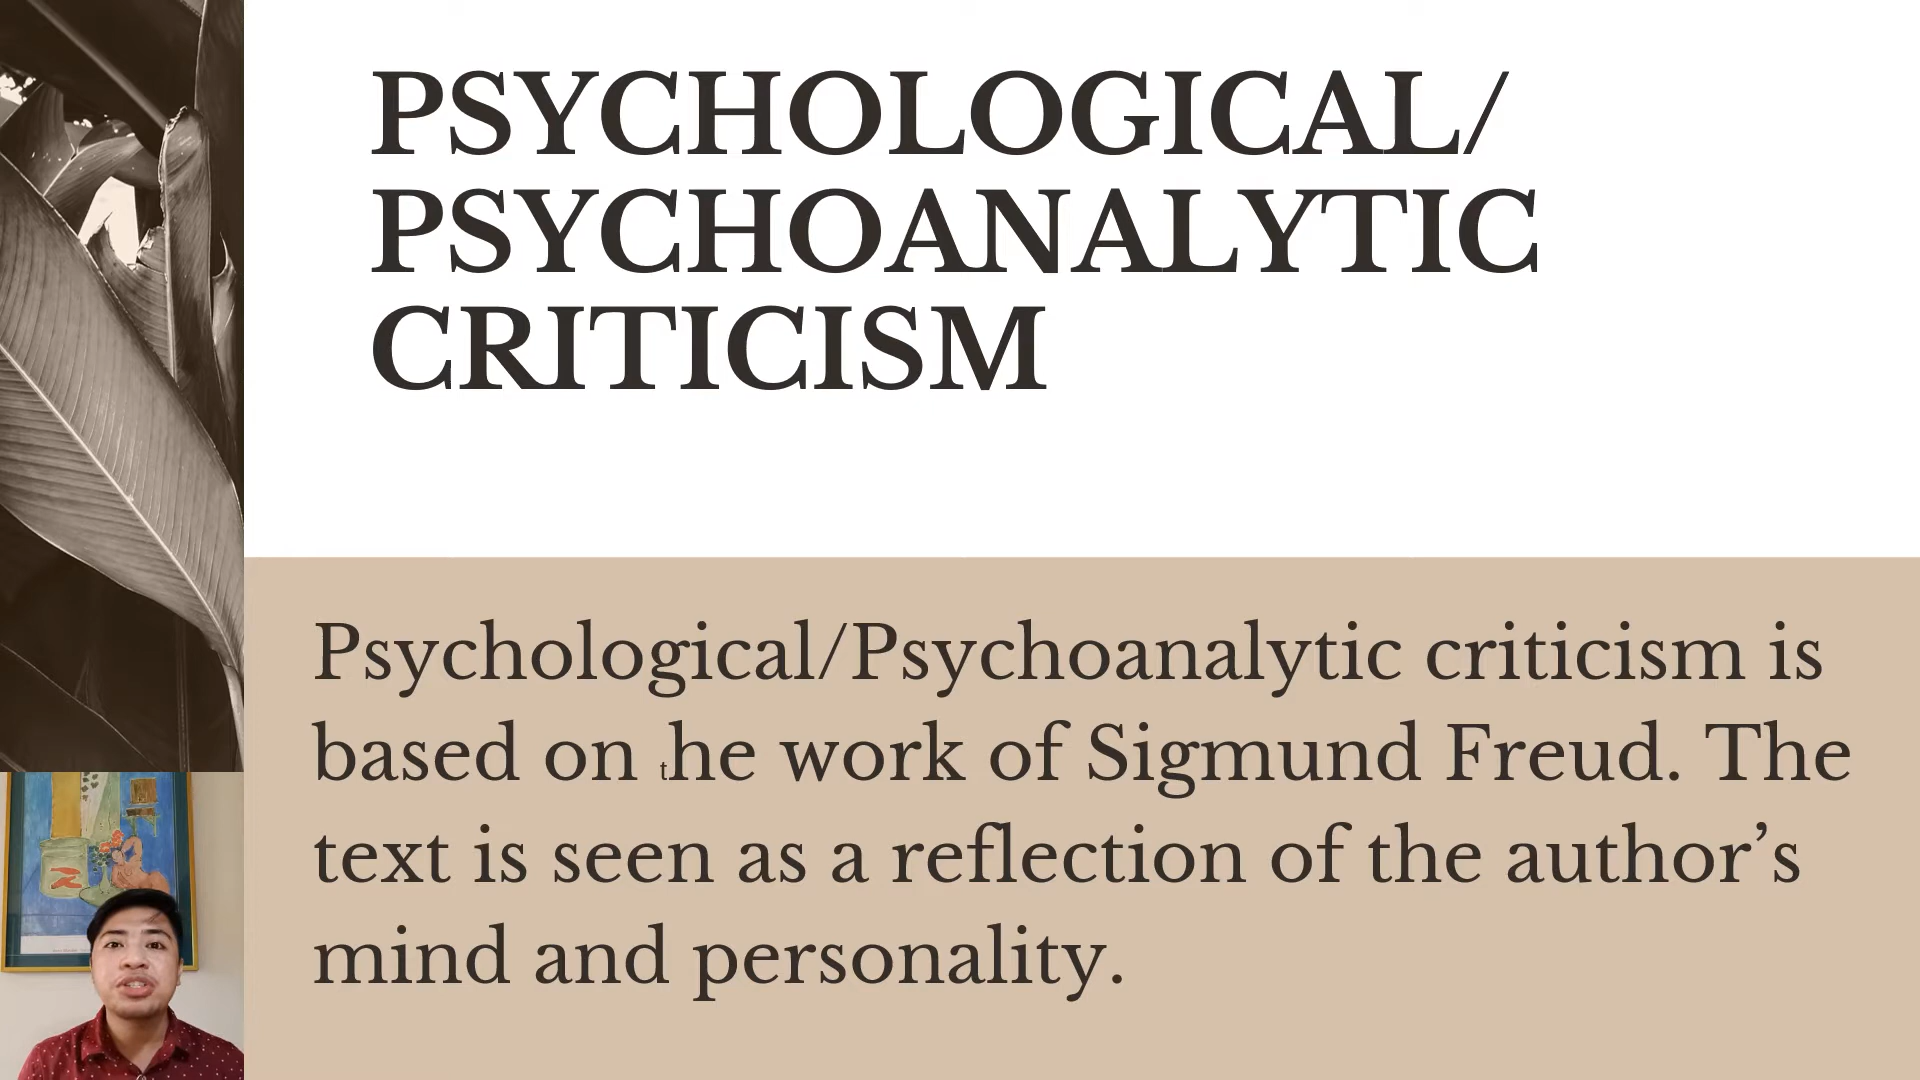 PSYCHOLOGICAL/
PSYCHOANALYTIC
CRITICISM
Psychological/Psychoanalytic criticism is
based on the work of Sigmund Freud. The
text is seen as a reflection of the author’s
mind and personality.